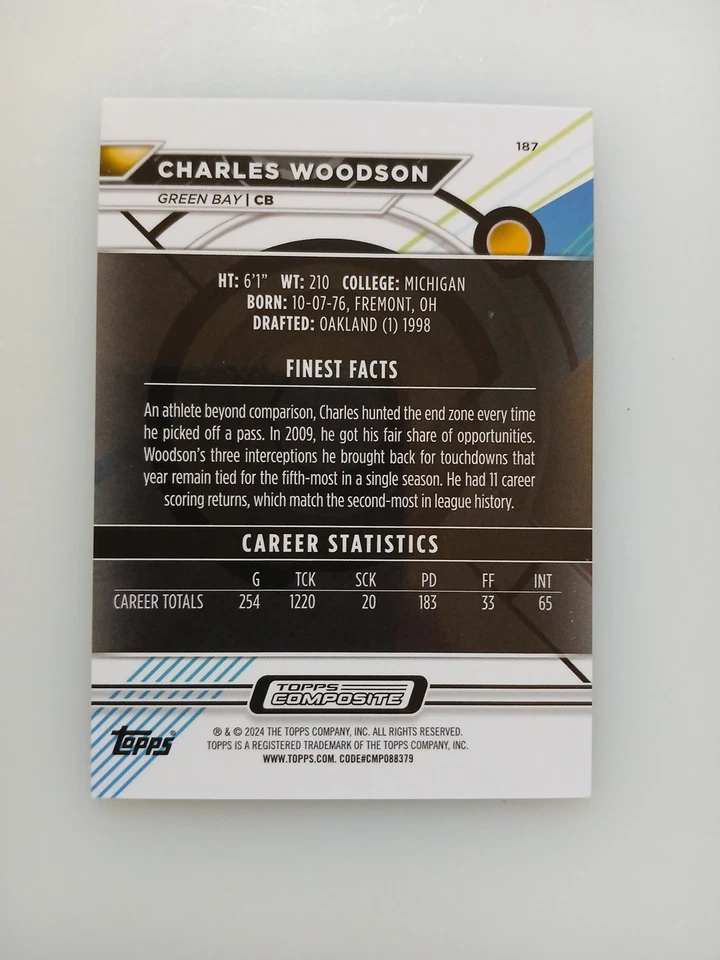 187
CHARLES WOODSON
GREEN BAY | CB
HT: 6'1" WT: 210 COLLEGE: MICHIGAN
BORN: 10-07-76, FREMONT, OH
DRAFTED: OAKLAND (1) 1998
FINEST FACTS
An athlete beyond comparison, Charles hunted the end zone every time
he picked off a pass. In 2009, he got his fair share of opportunities.
Woodson's three interceptions he brought back for touchdowns that
year remain tied for the fifth-most in a single season. He had 11 career
scoring returns, which match the second-most in league history.
CAREER STATISTICS
G TCK SCK PD FF INT
CAREER TOTALS 254 1220 20 183 33 65
TOPPS
COMPOSITE
topps®
® & © 2024 THE TOPPS COMPANY, INC. ALL RIGHTS RESERVED.
TOPPS IS A REGISTERED TRADEMARK OF THE TOPPS COMPANY, INC.
WWW.TOPPS.COM. CODE#CMP088379